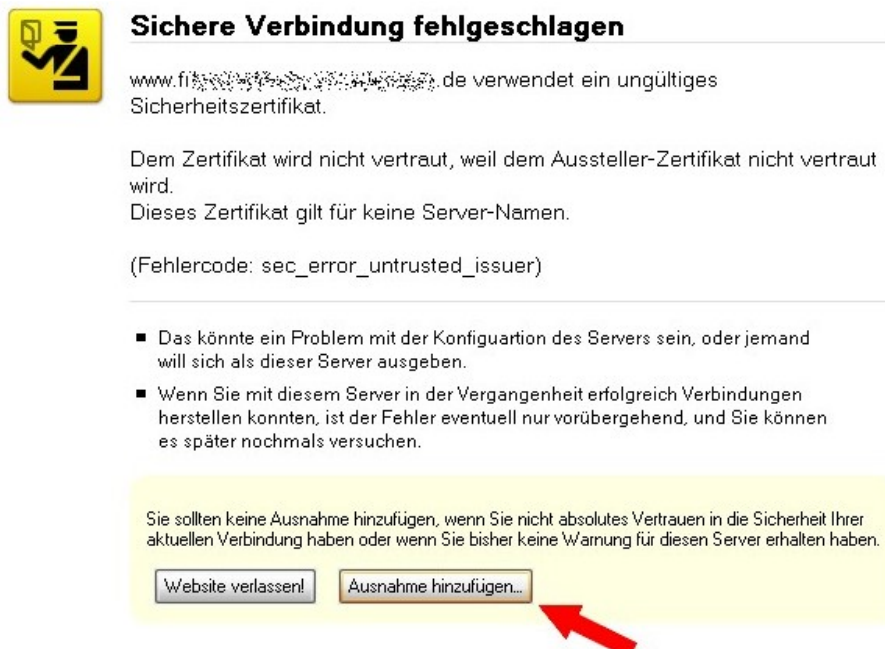 Sichere Verbindung fehlgeschlagen
www.fi .de verwendet ein ungültiges
Sicherheitszertifikat.
Dem Zertifikat wird nicht vertraut, weil dem Aussteller-Zertifikat nicht vertraut
wird.
Dieses Zertifikat gilt für keine Server-Namen.
(Fehlercode: sec_error_untrusted_issuer)
Das könnte ein Problem mit der Konfiguartion des Servers sein, oder jemand
will sich als dieser Server ausgeben.
Wenn Sie mit diesem Server in der Vergangenheit erfolgreich Verbindungen
herstellen konnten, ist der Fehler eventuell nur vorübergehend, und Sie können
es später nochmals versuchen.
Sie sollten keine Ausnahme hinzufügen, wenn Sie nicht absolutes Vertrauen in die Sicherheit Ihrer
aktuellen Verbindung haben oder wenn Sie bisher keine Warnung für diesen Server erhalten haben.
Website verlassen! Ausnahme hinzufügen...